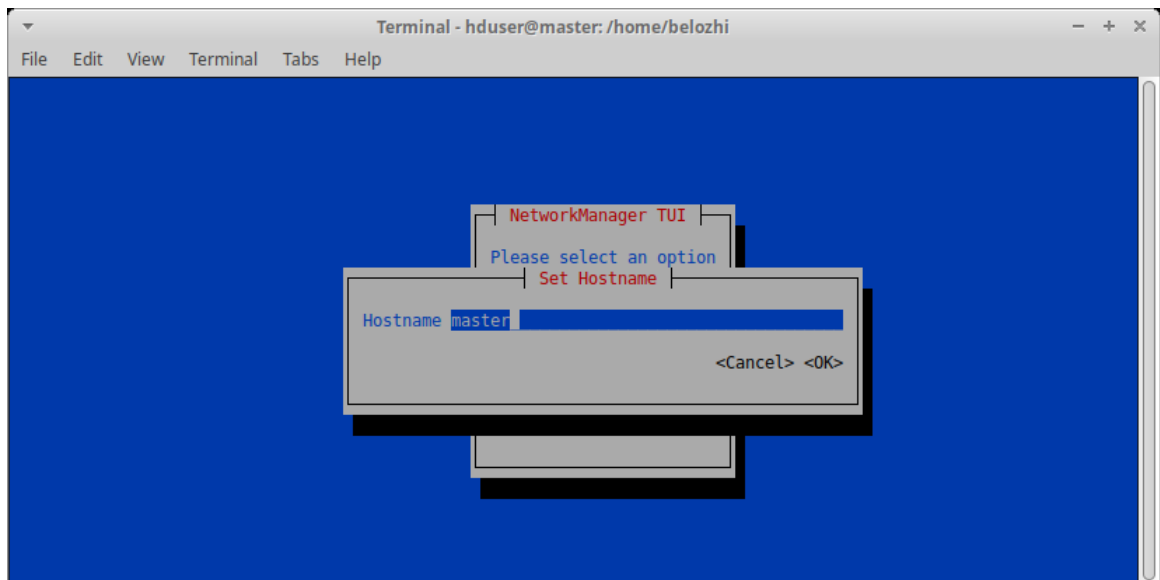 Terminal - hduser@master: /home/belozhi
File Edit View Terminal Tabs Help
NetworkManager TUI
Please select an option
Set Hostname
Hostname master
<Cancel> <OK>